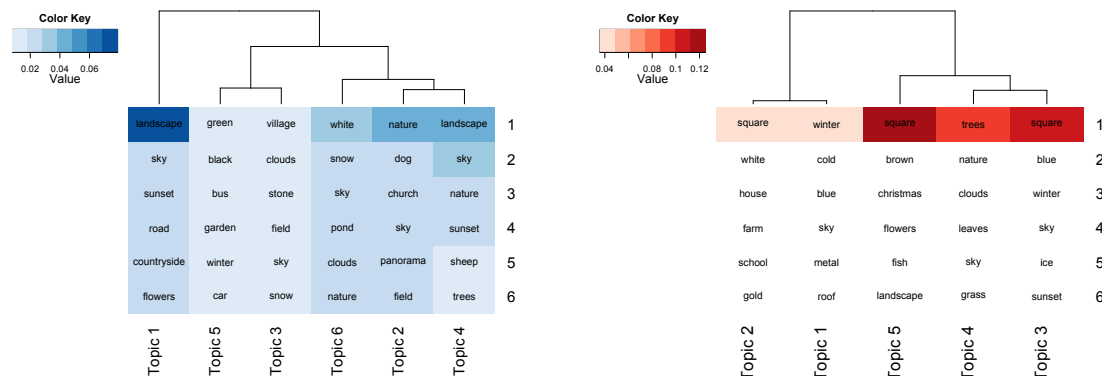 Color Key
0.02 0.04 0.06
Value
landscape green village white nature landscape 1
sky black clouds snow dog sky 2
sunset bus stone sky church nature 3
road garden field pond sky sunset 4
countryside winter sky clouds panorama sheep 5
flowers car snow nature field trees 6
Topic 1 Topic 5 Topic 3 Topic 6 Topic 2 Topic 4
Color Key
0.04 0.08 0.1 0.12
Value
square winter square trees square 1
white cold brown nature blue 2
house blue christmas clouds winter 3
farm sky flowers leaves sky 4
school metal fish sky ice 5
gold roof landscape grass sunset 6
Topic 2 Topic 1 Topic 5 Topic 4 Topic 3